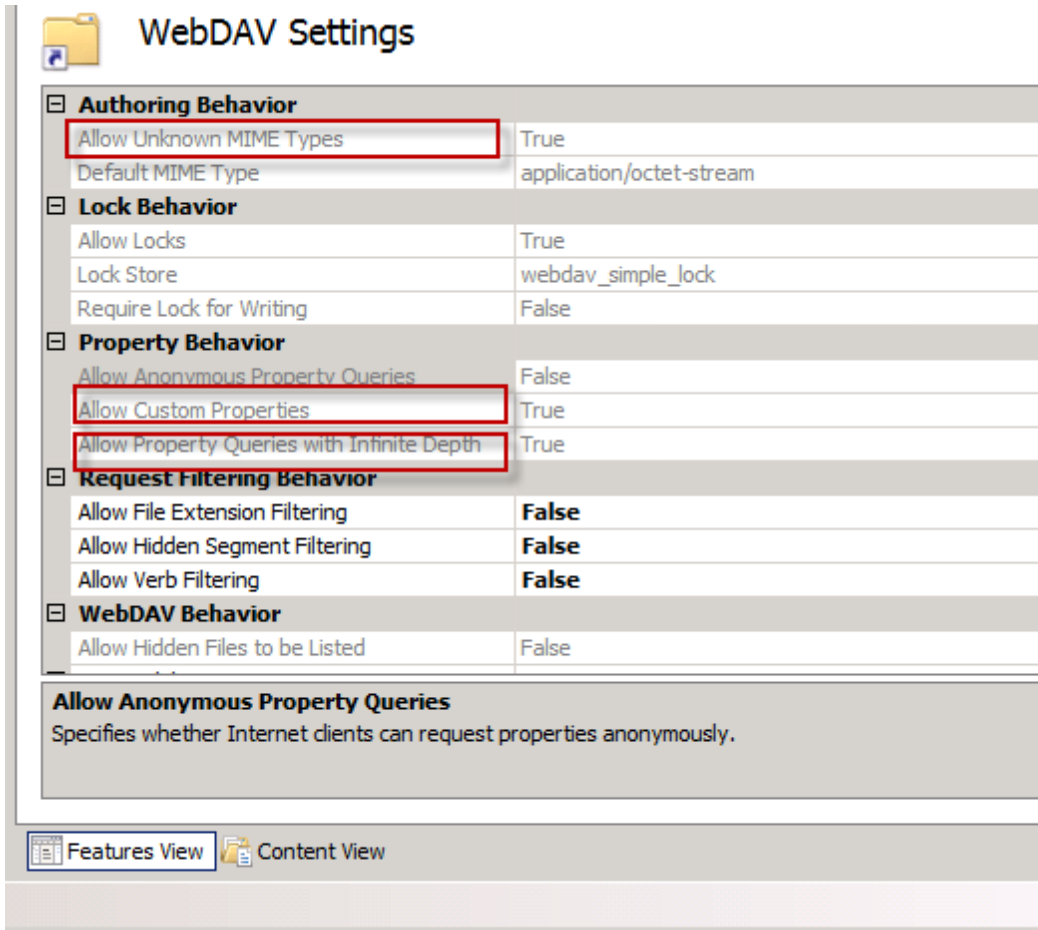 WebDAV Settings
Authoring Behavior
Allow Unknown MIME Types True
Default MIME Type application/octet-stream
Lock Behavior
Allow Locks True
Lock Store webdav_simple_lock
Require Lock for Writing False
Property Behavior
Allow Anonymous Property Queries False
Allow Custom Properties True
Allow Property Queries with Infinite Depth True
Request Filtering Behavior
Allow File Extension Filtering False
Allow Hidden Segment Filtering False
Allow Verb Filtering False
WebDAV Behavior
Allow Hidden Files to be Listed False
Allow Anonymous Property Queries
Specifies whether Internet clients can request properties anonymously.
Features View Content View